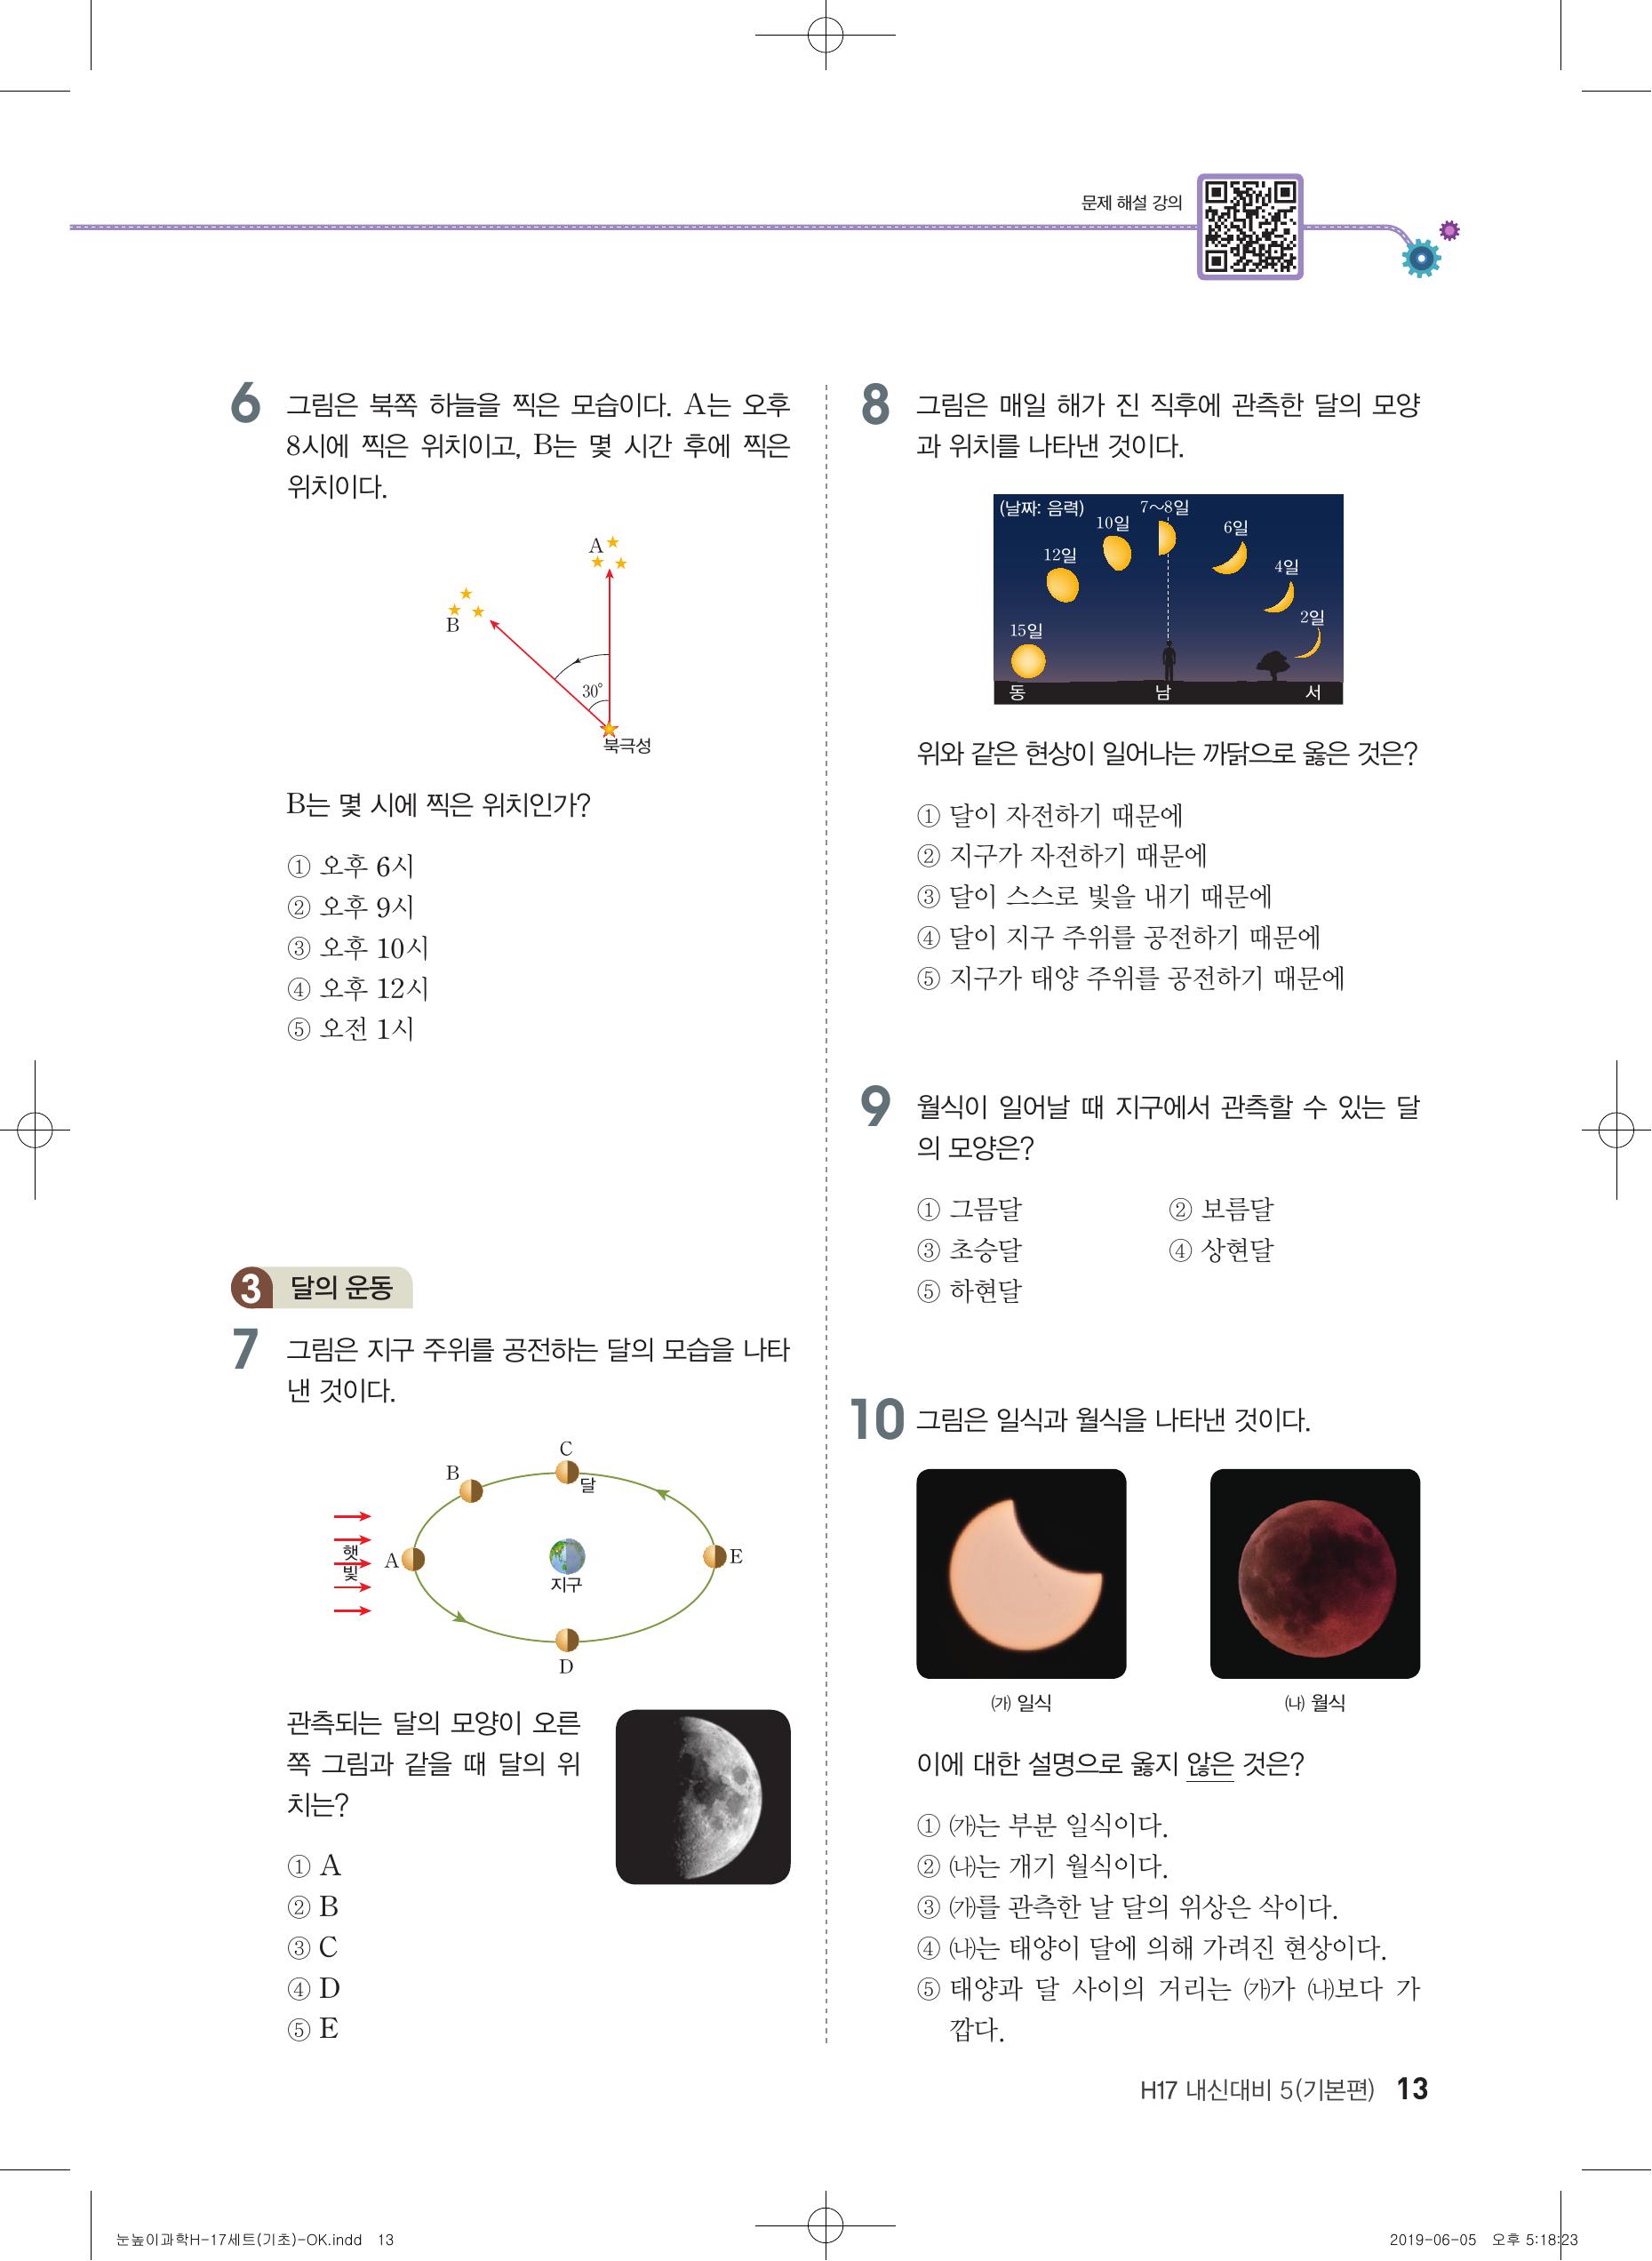 문제 해설 강의
6
그림은 북쪽 하늘을 찍은 모습이다. A는 오후
8시에 찍은 위치이고, B는 몇 시간 후에 찍은
위치이다.
A
B
30°
북극성
B는 몇 시에 찍은 위치인가?
① 오후 6시
② 오후 9시
③ 오후 10시
④ 오후 12시
⑤ 오전 1시
3 달의 운동
7
그림은 지구 주위를 공전하는 달의 모습을 나타
낸 것이다.
C
B
달
햇빛
A
E
지구
D
관측되는 달의 모양이 오른
쪽 그림과 같을 때 달의 위
치는?
① A
② B
③ C
④ D
⑤ E
8
그림은 매일 해가 진 직후에 관측한 달의 모양
과 위치를 나타낸 것이다.
(날짜: 음력)
7~8일
10일
6일
12일
4일
2일
15일
동 남 서
위와 같은 현상이 일어나는 까닭으로 옳은 것은?
① 달이 자전하기 때문에
② 지구가 자전하기 때문에
③ 달이 스스로 빛을 내기 때문에
④ 달이 지구 주위를 공전하기 때문에
⑤ 지구가 태양 주위를 공전하기 때문에
9
월식이 일어날 때 지구에서 관측할 수 있는 달
의 모양은?
① 그믐달 ② 보름달
③ 초승달 ④ 상현달
⑤ 하현달
10 그림은 일식과 월식을 나타낸 것이다.
㈎ 일식 ㈏ 월식
이에 대한 설명으로 옳지 않은 것은?
① ㈎는 부분 일식이다.
② ㈏는 개기 월식이다.
③ ㈎를 관측한 날 달의 위상은 삭이다.
④ ㈏는 태양이 달에 의해 가려진 현상이다.
⑤ 태양과 달 사이의 거리는 ㈎가 ㈏보다 가
깝다.
H17 내신대비 5(기본편) 13
눈높이과학H-17세트(기초)-OK.indd 13
2019-06-05 오후 5:18:23